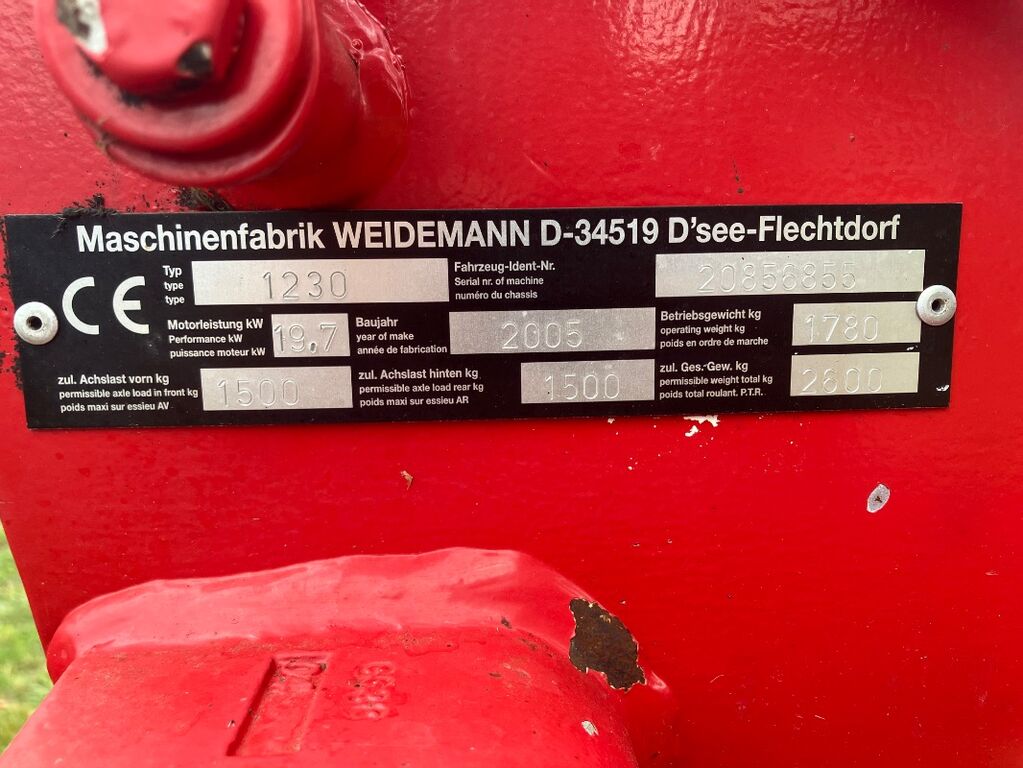 Maschinenfabrik WEIDEMANN D-34519 D'see-Flechtdorf
CE
Typ
type
type
1230
Fahrzeug-Ident-Nr.
Serial nr. of machine
numéro du chassis
20856855
Motorleistung kW
Performance kW
puissance moteur kW
19,7
Baujahr
year of make
année de fabrication
2005
Betriebsgewicht kg
operating weight kg
poids en ordre de marche
1780
zul. Achslast vorn kg
permissible axle load in front kg
poids maxi sur essieu AV
1500
zul. Achslast hinten kg
permissible axle load rear kg
poids maxi sur essieu AR
1500
zul. Ges.-Gew. kg
permissible weight total kg
poids total roulant. P.T.R.
2600